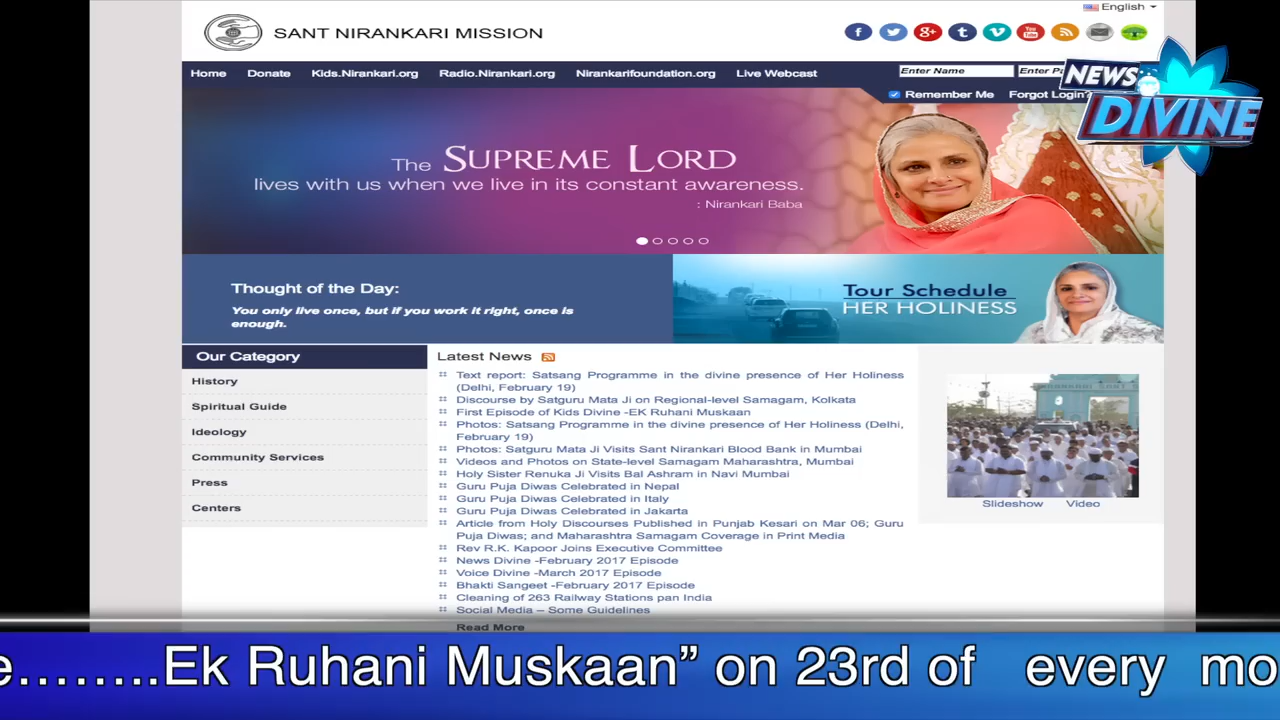 English
SANT NIRANKARI MISSION
Home Donate Kids.Nirankari.org Radio.Nirankari.org Nirankarifoundation.org Live Webcast
Enter Name Enter
Remember Me Forgot Login?
NEWS
DIVINE
The SUPREME LORD
lives with us when we live in its constant awareness.
: Nirankari Baba
Thought of the Day:
You only live once, but if you work it right, once is
enough.
Tour Schedule
HER HOLINESS
Our Category
History
Spiritual Guide
Ideology
Community Services
Press
Centers
Latest News
Text report: Satsang Programme in the divine presence of Her Holiness
(Delhi, February 19)
Discourse by Satguru Mata Ji on Regional-level Samagam, Kolkata
First Episode of Kids Divine -EK Ruhani Muskaan
Photos: Satsang Programme in the divine presence of Her Holiness (Delhi,
February 19)
Photos: Satguru Mata Ji Visits Sant Nirankari Blood Bank in Mumbai
Videos and Photos on State-level Samagam Maharashtra, Mumbai
Holy Sister Renuka Ji Visits Bal Ashram in Navi Mumbai
Guru Puja Diwas Celebrated in Nepal
Guru Puja Diwas Celebrated in Italy
Guru Puja Diwas Celebrated in Jakarta
Article from Holy Discourses Published in Punjab Kesari on Mar 06; Guru
Puja Diwas; and Maharashtra Samagam Coverage in Print Media
Rev R.K. Kapoor Joins Executive Committee
News Divine -February 2017 Episode
Voice Divine -March 2017 Episode
Bhakti Sangeet -February 2017 Episode
Cleaning of 263 Railway Stations pan India
Social Media – Some Guidelines
Read More
Slideshow Video
e........Ek Ruhani Muskaan” on 23rd of every mo